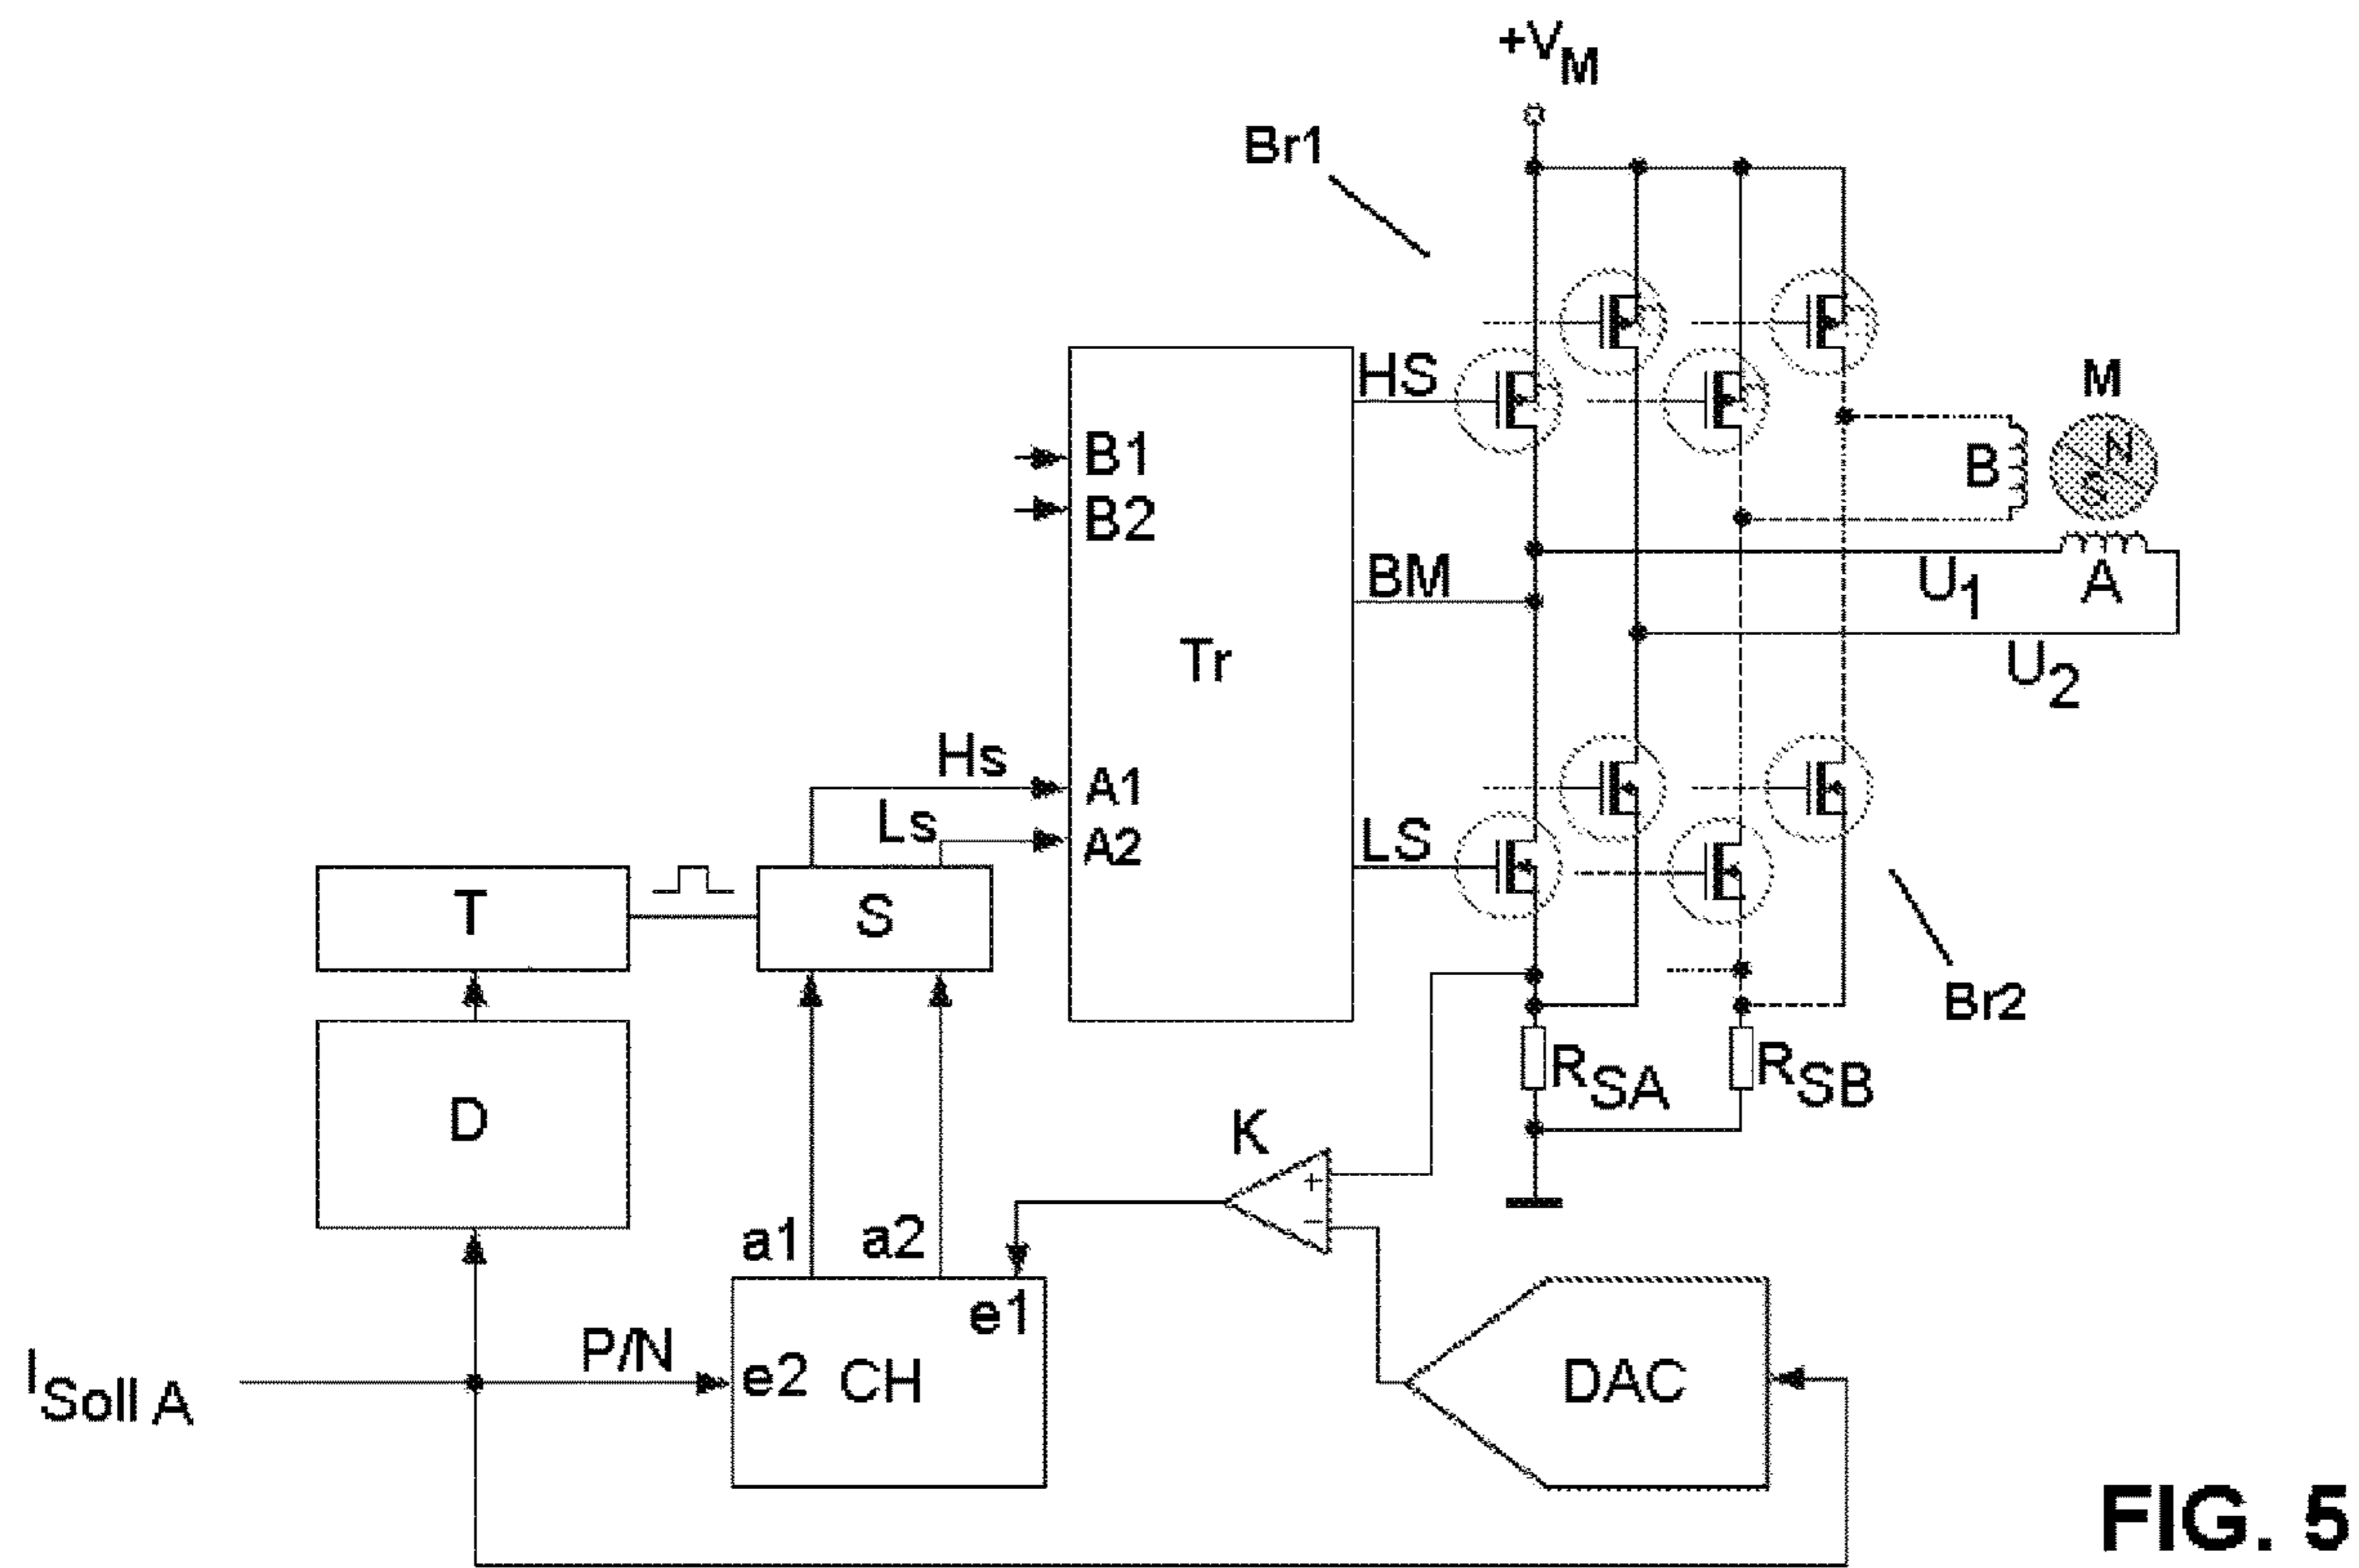 +VM
Br1
HS
M
N
S
B
B1
B2
BM
U1
A
Tr
U2
Hs
A1
Ls
A2
LS
T
S
Br2
RSA
RSB
D
K
+
−
a1
a2
e1
P/N
e2
CH
DAC
ISoll A
FIG. 5